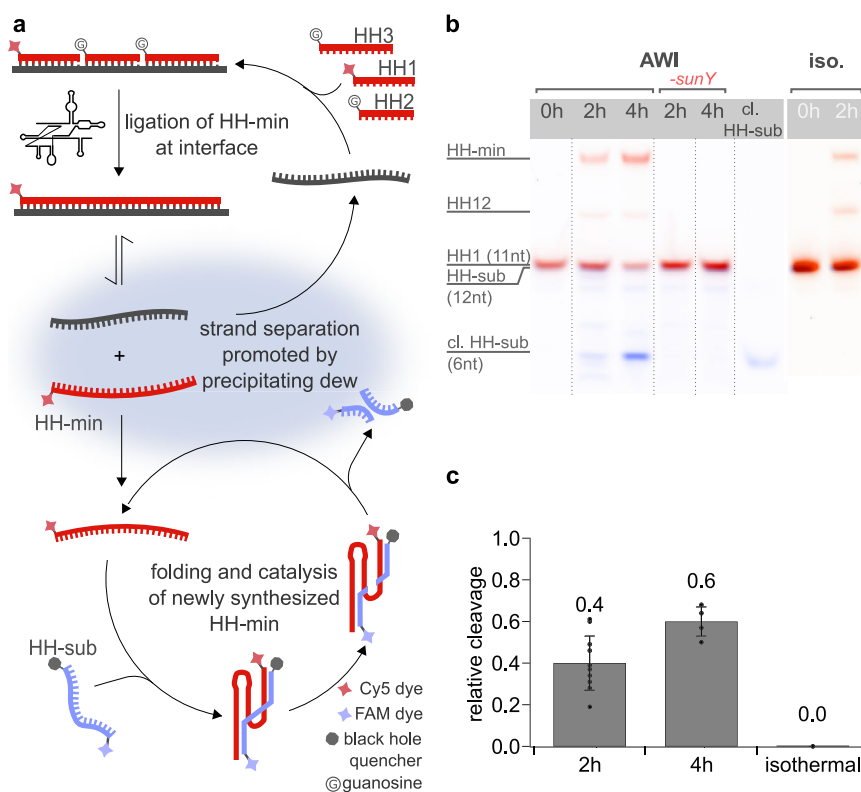 a
HH3
HH1
HH2
G
G
G
G
ligation of HH-min
at interface
strand separation
promoted by
precipitating dew
+
HH-min
folding and catalysis
of newly synthesized
HH-min
HH-sub
Cy5 dye
FAM dye
black hole
quencher
G guanosine
b
AWI
iso.
-sunY
0h 2h 4h 2h 4h cl. HH-sub 0h 2h
HH-min
HH12
HH1 (11nt)
HH-sub
(12nt)
cl. HH-sub
(6nt)
c
relative cleavage
1.0
0.8
0.6
0.4
0.2
0.0
0.4
0.6
0.0
2h 4h isothermal